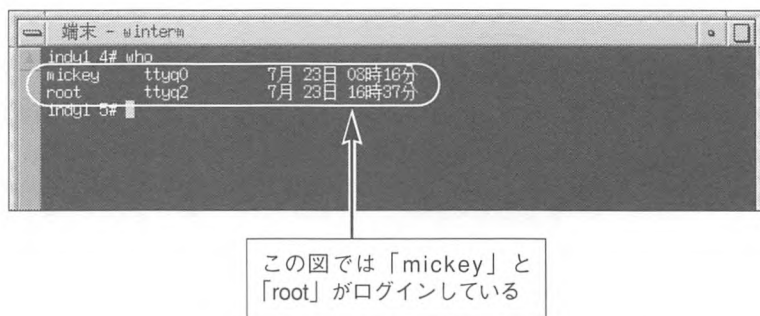 端末 - winterm
indy1 4# who
mickey ttyq0 7月 23日 08時16分
root ttyq2 7月 23日 16時37分
indy1 5#
この図では「mickey」と
「root」がログインしている